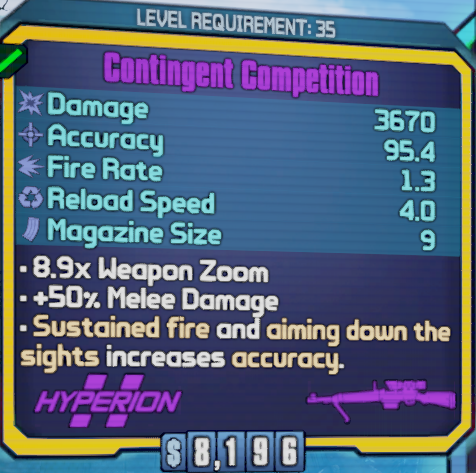 LEVEL REQUIREMENT: 35
Contingent Competition
Damage 3670
Accuracy 95.4
Fire Rate 1.3
Reload Speed 4.0
Magazine Size 9
• 8.9x Weapon Zoom
• +50% Melee Damage
• Sustained fire and aiming down the
sights increases accuracy.
HYPERION
$ 8,196